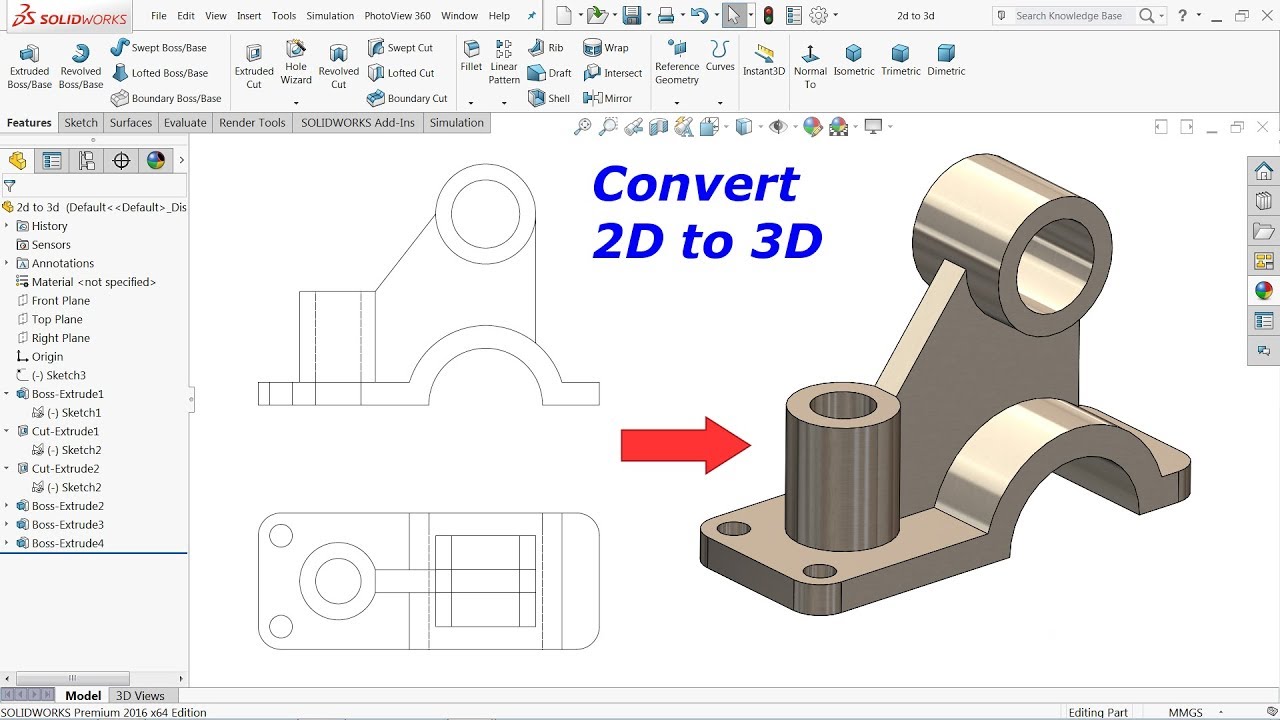 SOLIDWORKS
File Edit View Insert Tools Simulation PhotoView 360 Window Help
2d to 3d
Search Knowledge Base
?
Extruded Boss/Base
Revolved Boss/Base
Swept Boss/Base
Lofted Boss/Base
Boundary Boss/Base
Extruded Cut
Hole Wizard
Revolved Cut
Swept Cut
Lofted Cut
Boundary Cut
Fillet
Linear Pattern
Rib
Draft
Shell
Wrap
Intersect
Mirror
Reference Geometry
Curves
Instant3D
Normal To
Isometric
Trimetric
Dimetric
Features Sketch Surfaces Evaluate Render Tools SOLIDWORKS Add-Ins Simulation
2d to 3d (Default<<Default>_Dis
History
Sensors
Annotations
Material <not specified>
Front Plane
Top Plane
Right Plane
Origin
(-) Sketch3
Boss-Extrude1
(-) Sketch1
Cut-Extrude1
(-) Sketch2
Cut-Extrude2
(-) Sketch2
Boss-Extrude2
Boss-Extrude3
Boss-Extrude4
Convert
2D to 3D
Model 3D Views
SOLIDWORKS Premium 2016 x64 Edition
Editing Part
MMGS